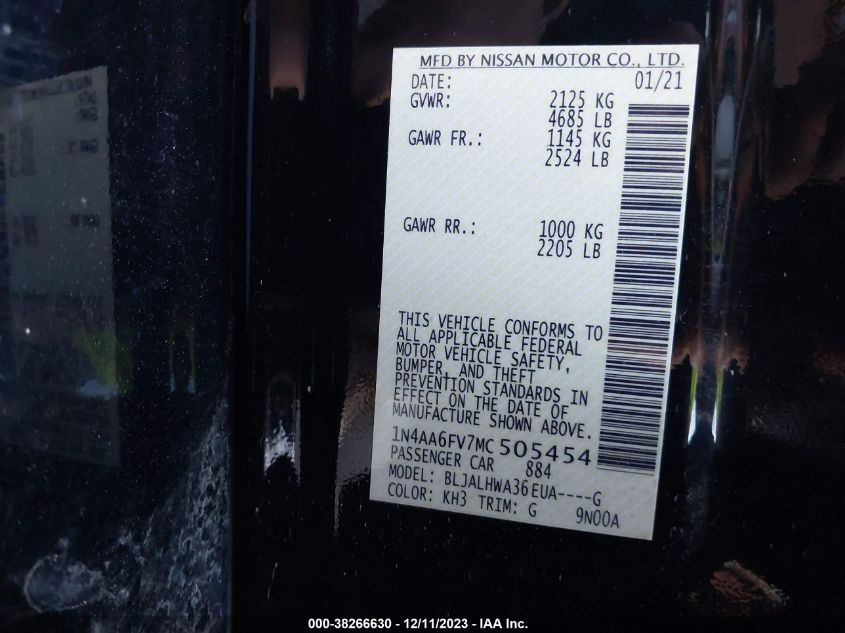 MFD BY NISSAN MOTOR CO., LTD.
DATE: 01/21
GVWR: 2125 KG
4685 LB
GAWR FR.: 1145 KG
2524 LB
GAWR RR.: 1000 KG
2205 LB
THIS VEHICLE CONFORMS TO
ALL APPLICABLE FEDERAL
MOTOR VEHICLE SAFETY,
BUMPER, AND THEFT
PREVENTION STANDARDS IN
EFFECT ON THE DATE OF
MANUFACTURE SHOWN ABOVE.
1N4AA6FV7MC505454
PASSENGER CAR 884
MODEL: BLJALHWA36EUA----G
COLOR: KH3 TRIM: G 9N00A
000-38266630 - 12/11/2023 - IAA Inc.